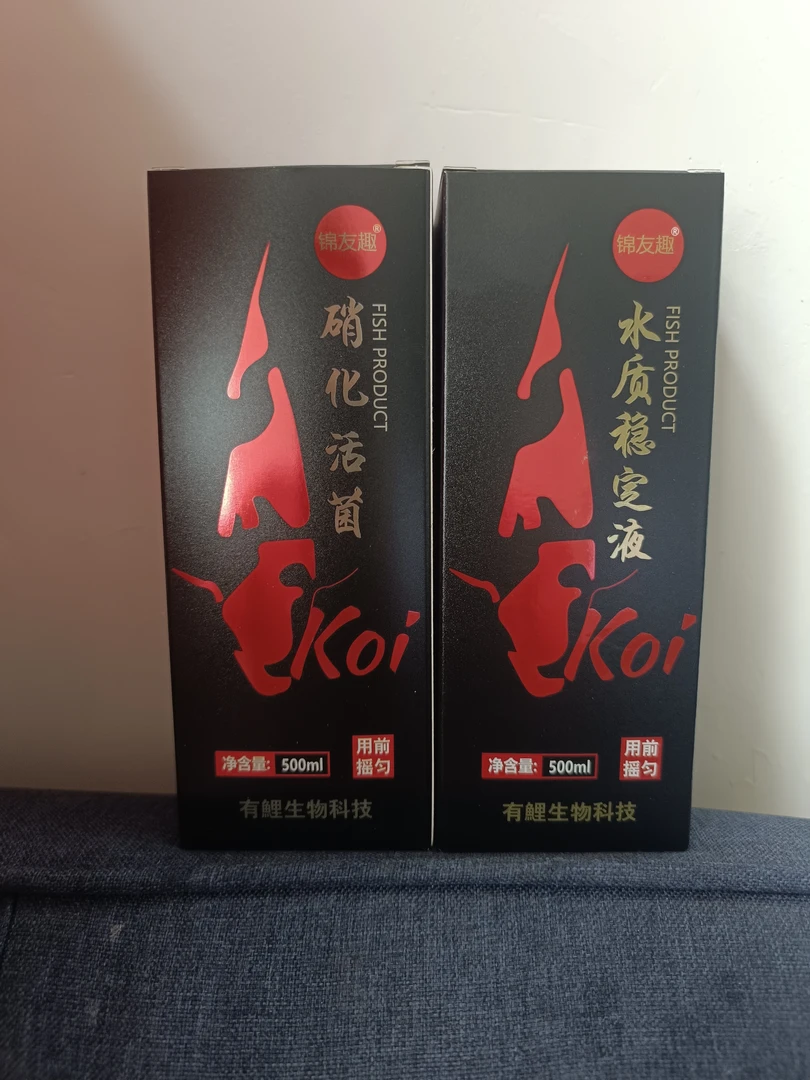 锦友趣®
硝化活菌
FISH PRODUCT
Koi
净含量: 500ml
用前
摇匀
有鲤生物科技
锦友趣®
水质稳定液
FISH PRODUCT
Koi
净含量: 500ml
用前
摇匀
有鲤生物科技